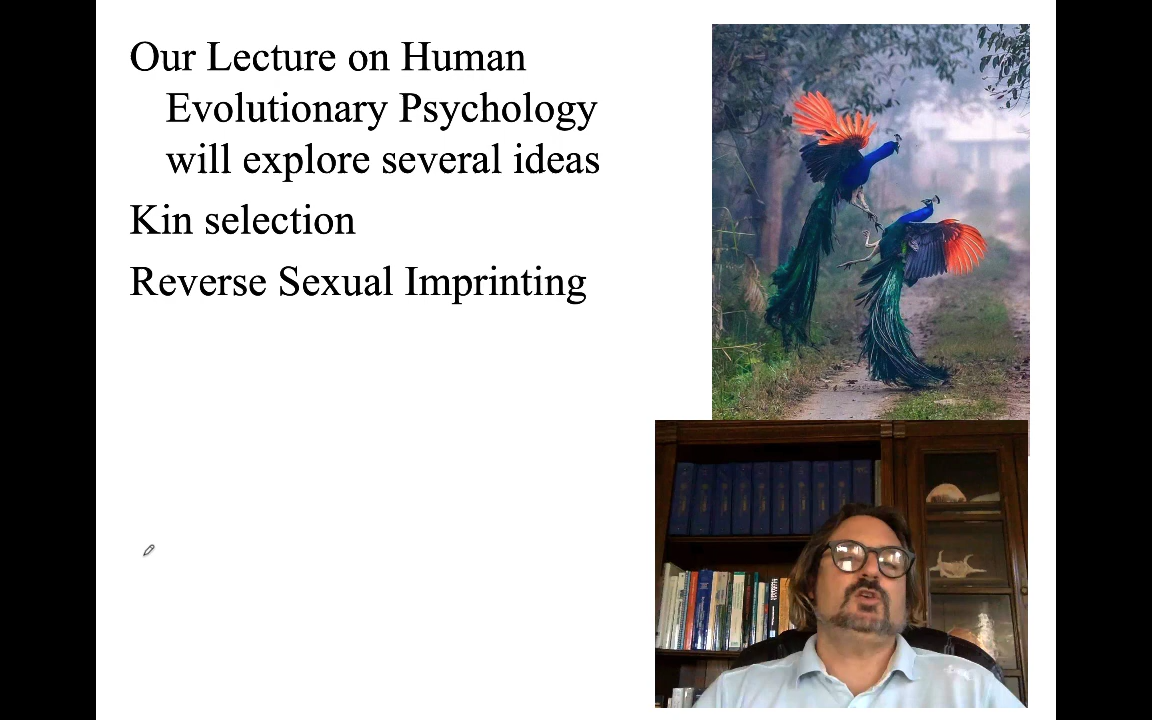 Our Lecture on Human
Evolutionary Psychology
will explore several ideas
Kin selection
Reverse Sexual Imprinting